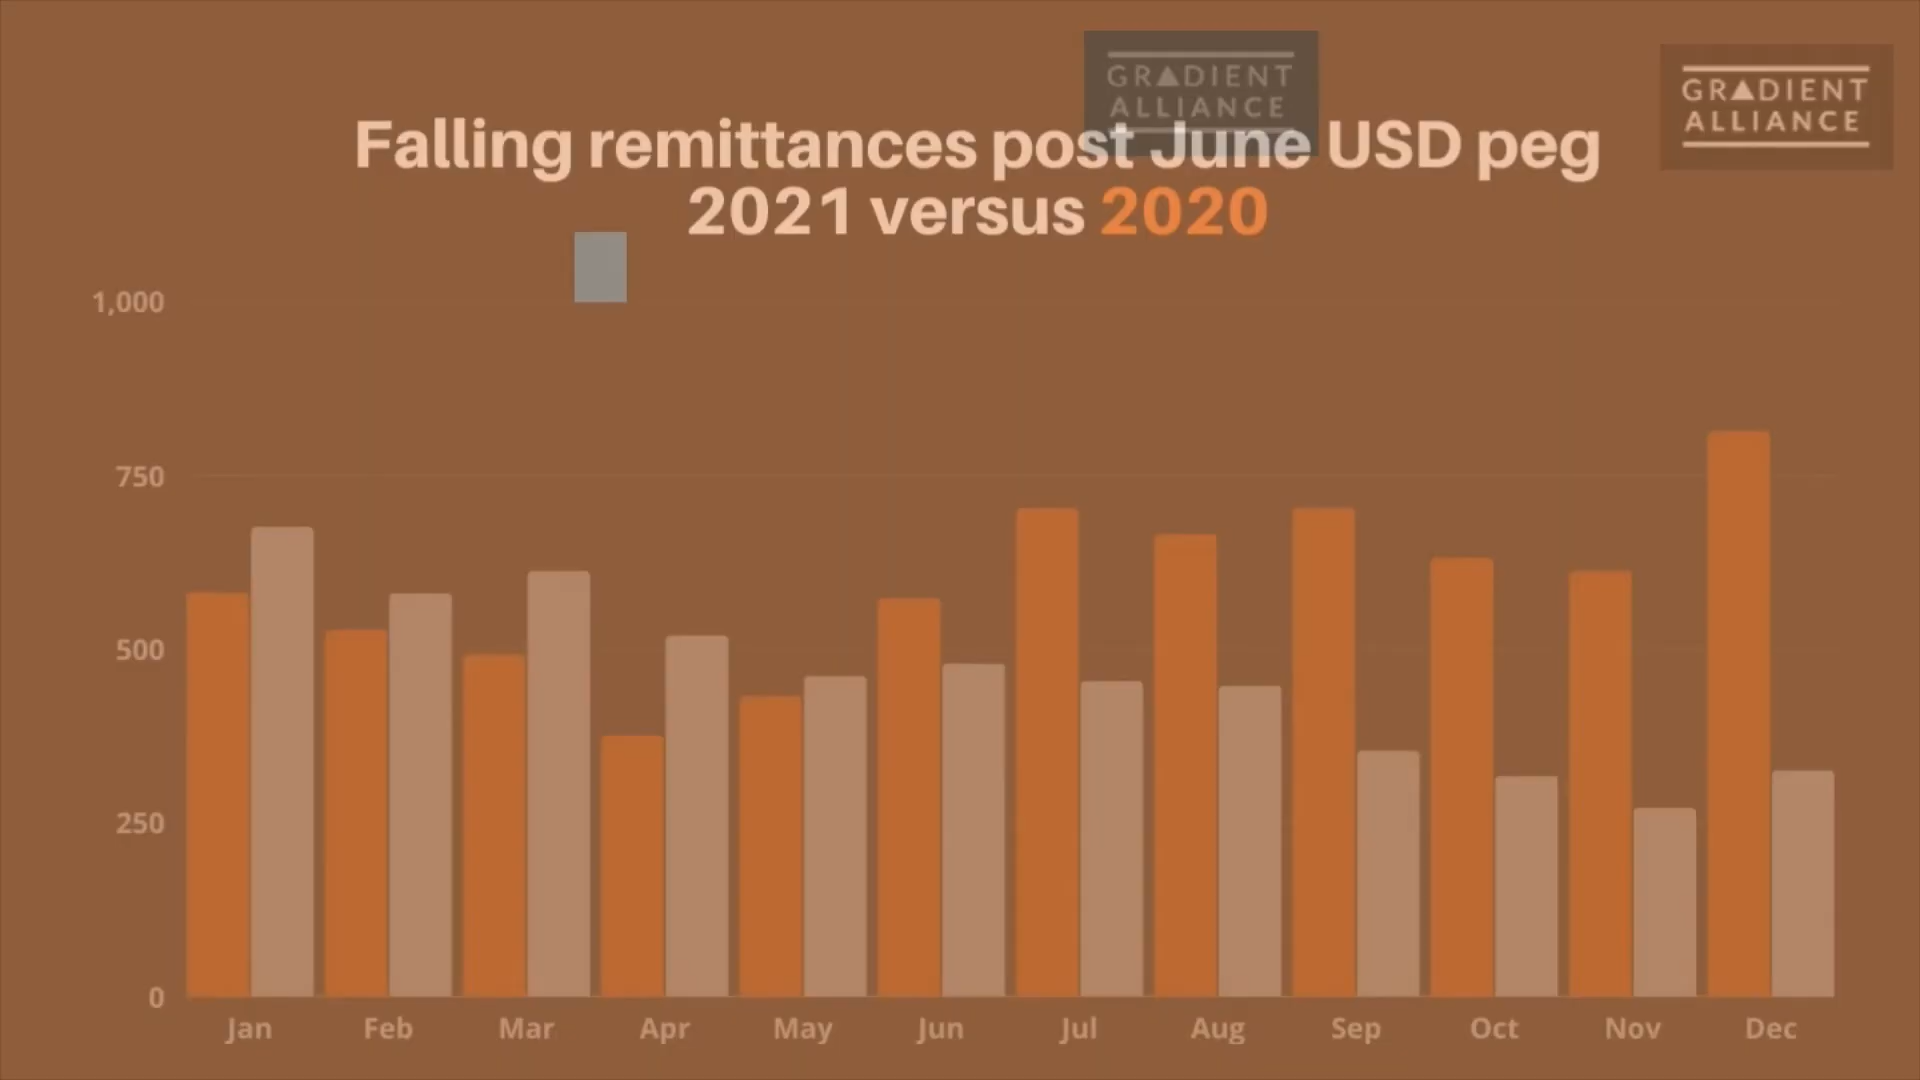 GRADIENT
ALLIANCE
GRADIENT
ALLIANCE
Falling remittances post June USD peg
2021 versus 2020
1,000
750
500
250
0
Jan Feb Mar Apr May Jun Jul Aug Sep Oct Nov Dec